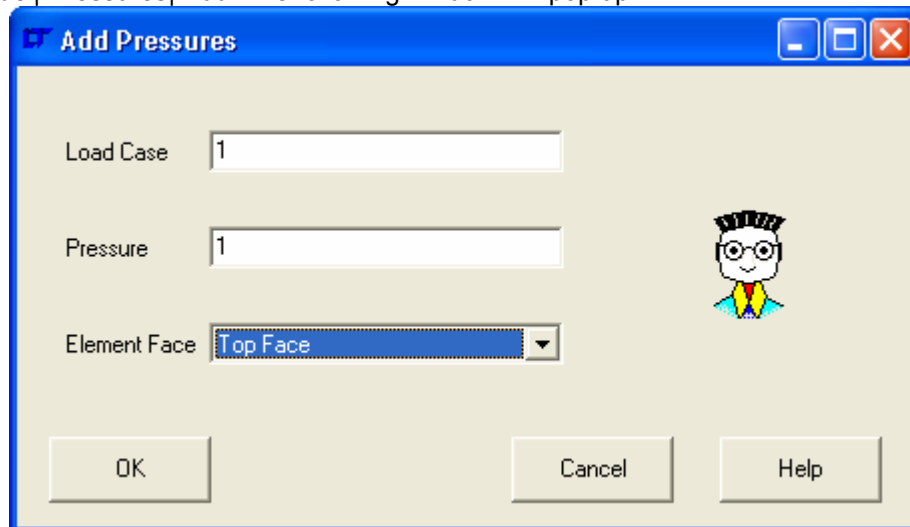 Add Pressures
Load Case 1
Pressure 1
Element Face Top Face
OK Cancel Help